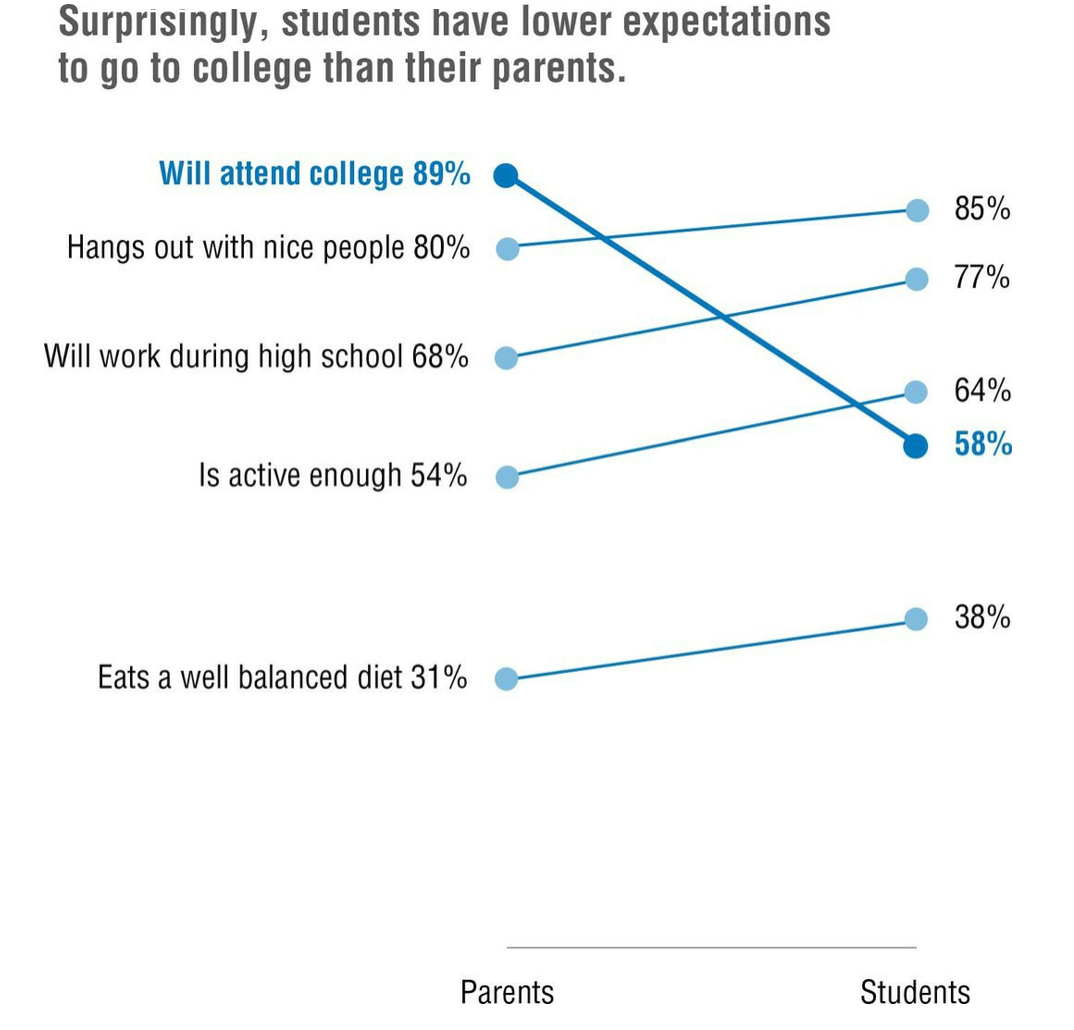 Surprisingly, students have lower expectations
to go to college than their parents.
Will attend college 89%
85%
Hangs out with nice people 80%
77%
Will work during high school 68%
64%
58%
Is active enough 54%
38%
Eats a well balanced diet 31%
Parents
Students